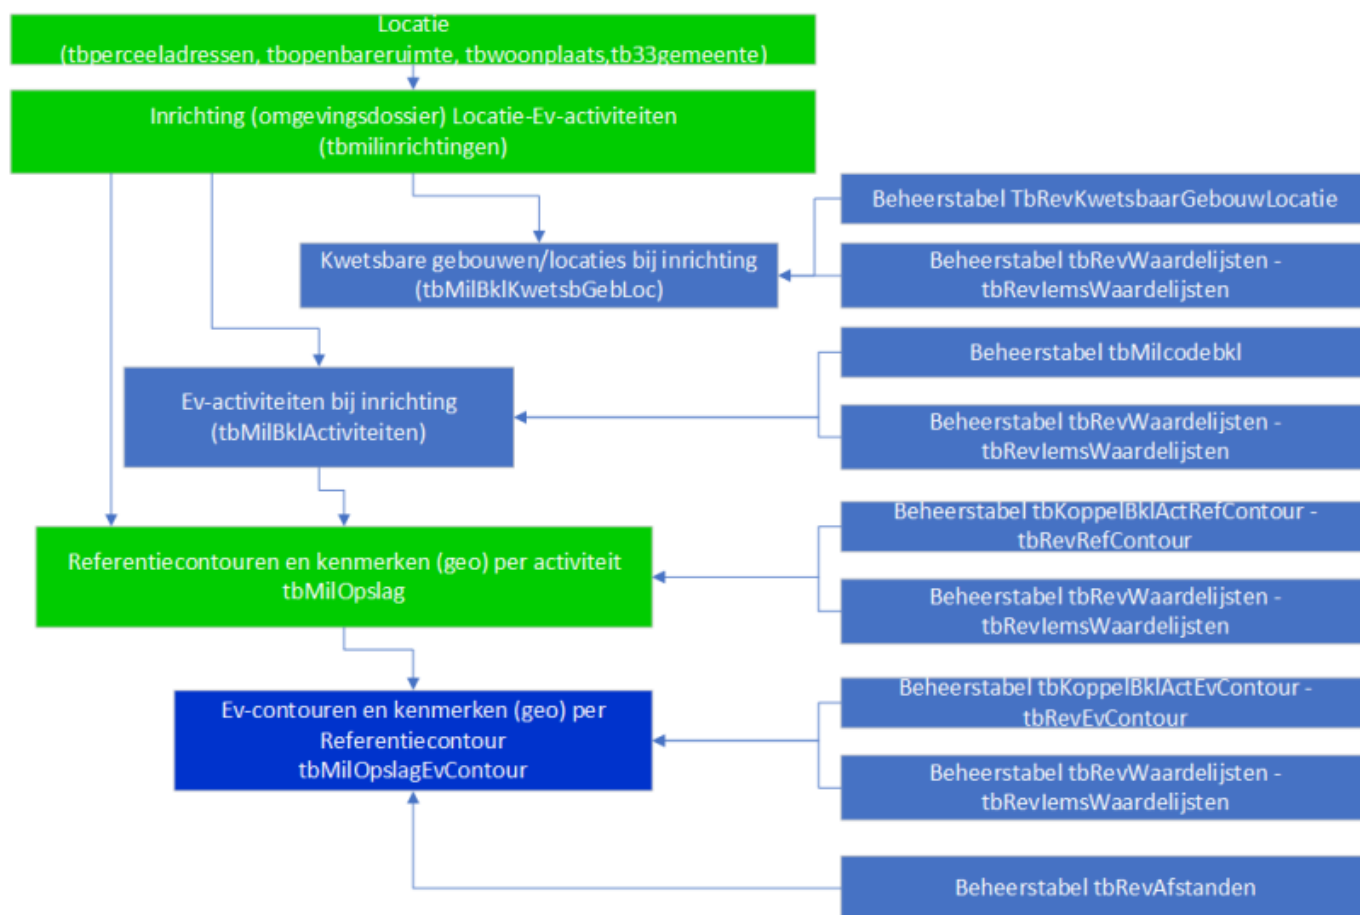 Locatie
(tbperceeladressen, tbopenbareruimte, tbwoonplaats,tb33gemeente)
Inrichting (omgevingsdossier) Locatie-Ev-activiteiten
(tbmilinrichtingen)
Beheerstabel TbRevKwetsbaarGebouwLocatie
Kwetsbare gebouwen/locaties bij inrichting
(tbMilBklKwetsbGebLoc)
Beheerstabel tbRevWaardelijsten -
tbRevIemsWaardelijsten
Beheerstabel tbMilcodebkl
Ev-activiteiten bij inrichting
(tbMilBklActiviteiten)
Beheerstabel tbRevWaardelijsten -
tbRevIemsWaardelijsten
Beheerstabel tbKoppelBklActRefContour -
tbRevRefContour
Referentiecontouren en kenmerken (geo) per activiteit
tbMilOpslag
Beheerstabel tbRevWaardelijsten -
tbRevIemsWaardelijsten
Beheerstabel tbKoppelBklActEvContour -
tbRevEvContour
Ev-contouren en kenmerken (geo) per
Referentiecontour
tbMilOpslagEvContour
Beheerstabel tbRevWaardelijsten -
tbRevIemsWaardelijsten
Beheerstabel tbRevAfstanden